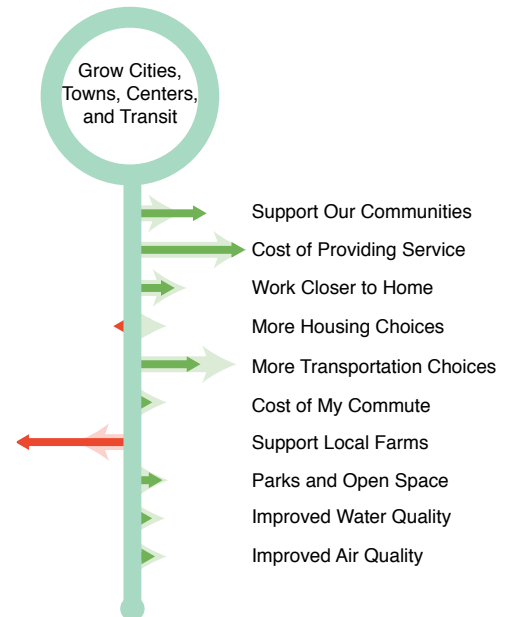 Grow Cities,
Towns, Centers,
and Transit
Support Our Communities
Cost of Providing Service
Work Closer to Home
More Housing Choices
More Transportation Choices
Cost of My Commute
Support Local Farms
Parks and Open Space
Improved Water Quality
Improved Air Quality